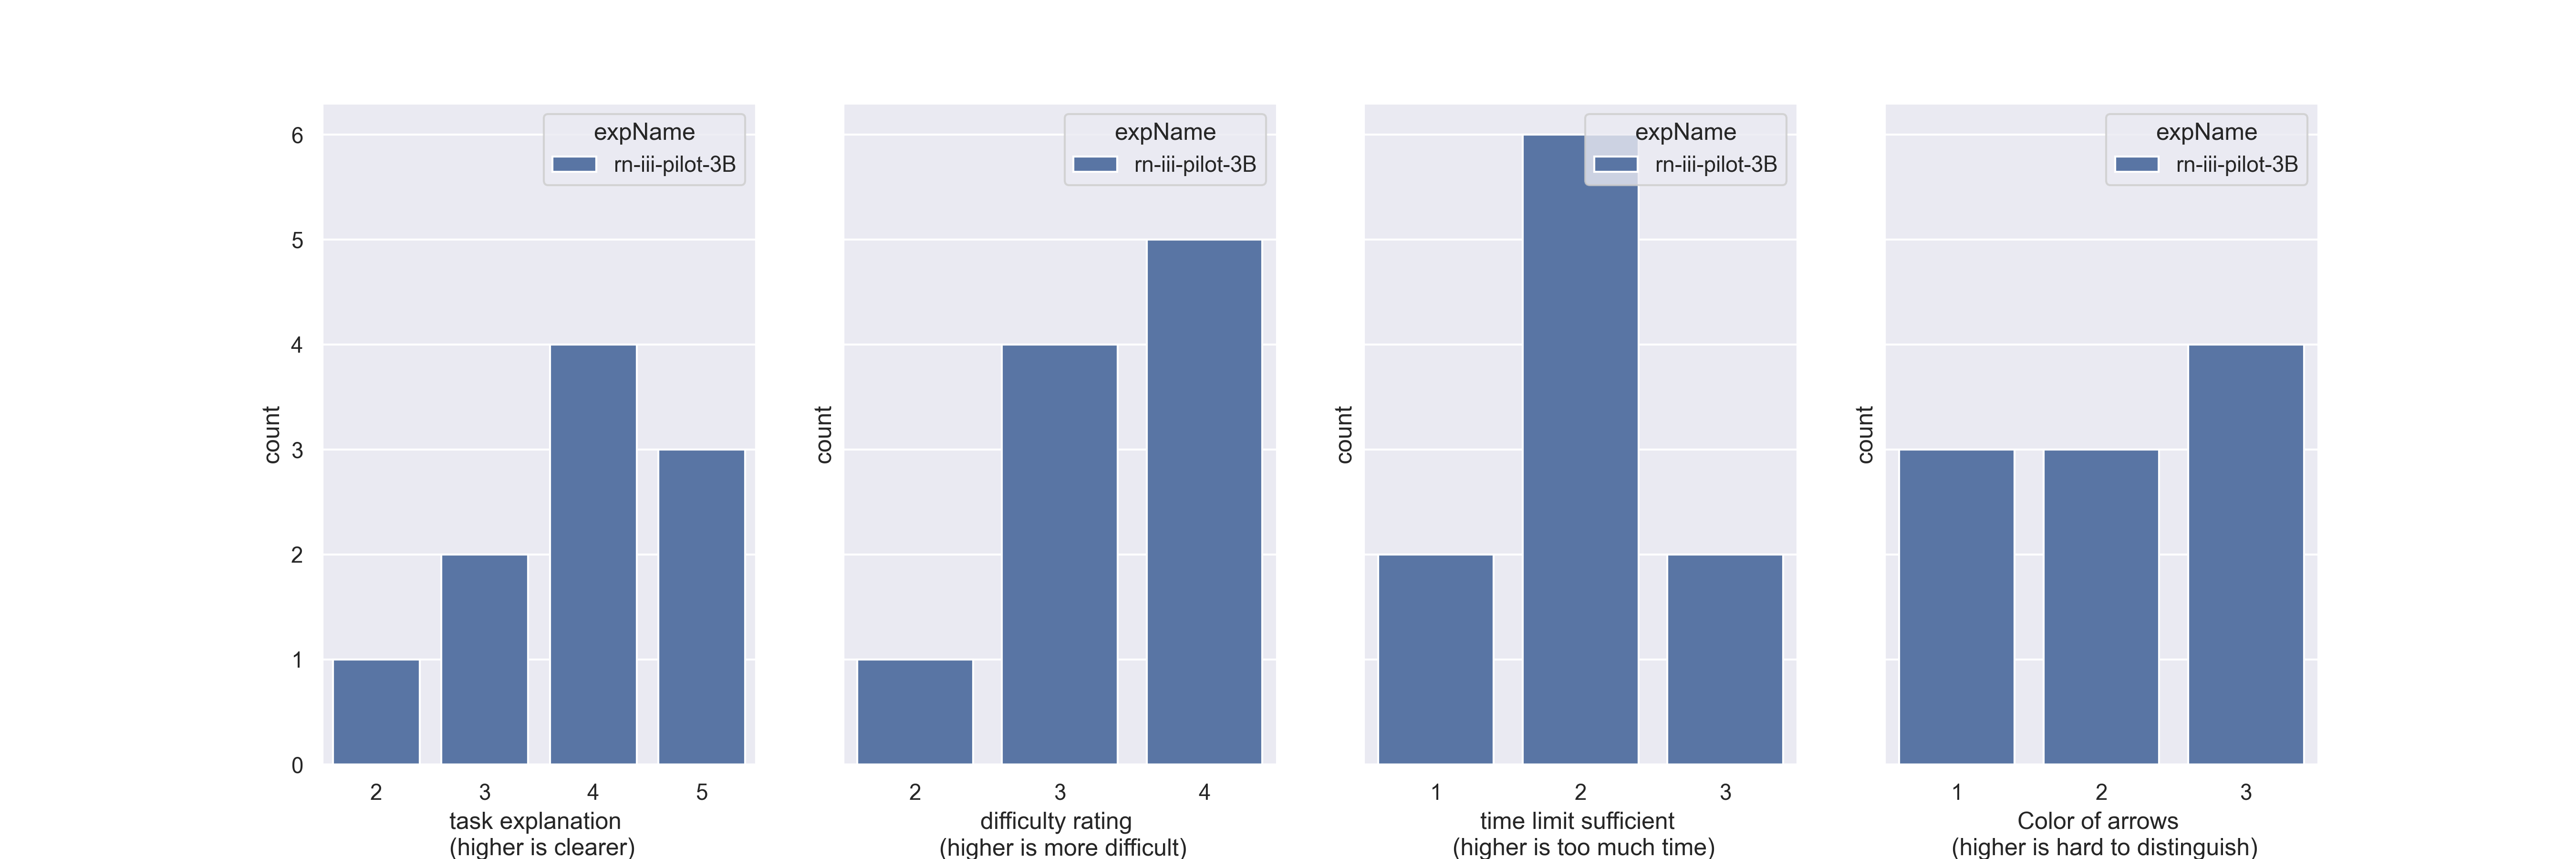 expName
rn-iii-pilot-3B
6
5
4
3
2
1
0
count
2 3 4 5
task explanation
(higher is clearer)
expName
rn-iii-pilot-3B
count
2 3 4
difficulty rating
(higher is more difficult)
expName
rn-iii-pilot-3B
count
1 2 3
time limit sufficient
(higher is too much time)
expName
rn-iii-pilot-3B
count
1 2 3
Color of arrows
(higher is hard to distinguish)